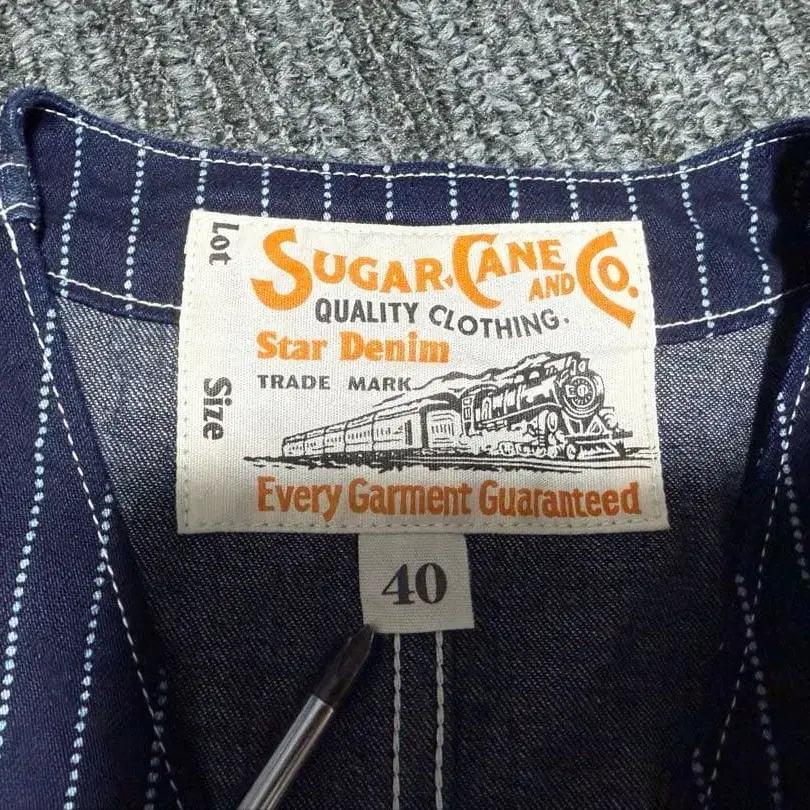 Lot
SUGAR CANE
AND CO.
QUALITY CLOTHING.
Star Denim
TRADE MARK
Size
Every Garment Guaranteed
40